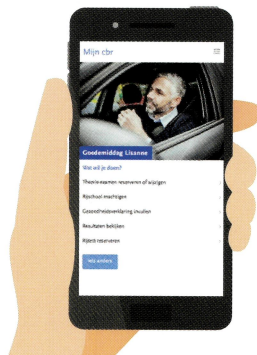 Mijn cbr
Goedemiddag Lisanne
Wat wil je doen?
Theorie-examen reserveren of wijzigen
Rijschool machtigen
Gezondheidsverklaring invullen
Resultaten bekijken
Rijtest reserveren
Iets anders